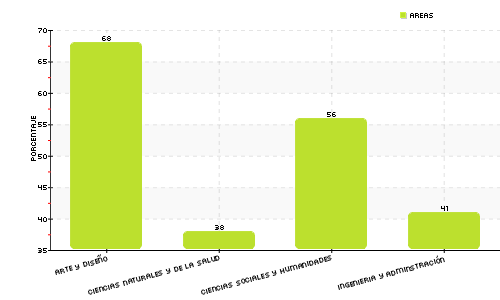 AREAS
PORCENTAJE
70
65
60
55
50
45
40
35
68
38
56
41
ARTE Y DISEÑO
CIENCIAS NATURALES Y DE LA SALUD
CIENCIAS SOCIALES Y HUMANIDADES
INGENIERIA Y ADMINSTRACIÓN